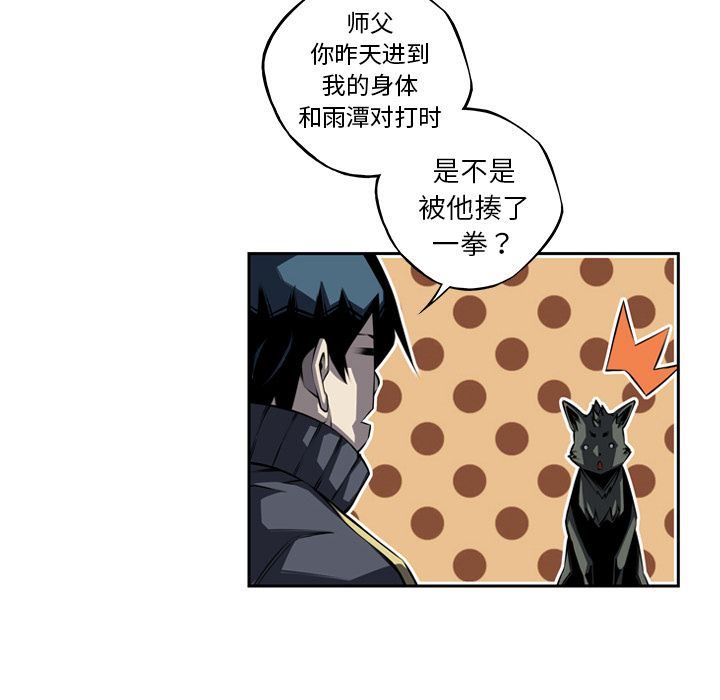 师父
你昨天进到
我的身体
和雨潭对打时
是不是
被他揍了
一拳？